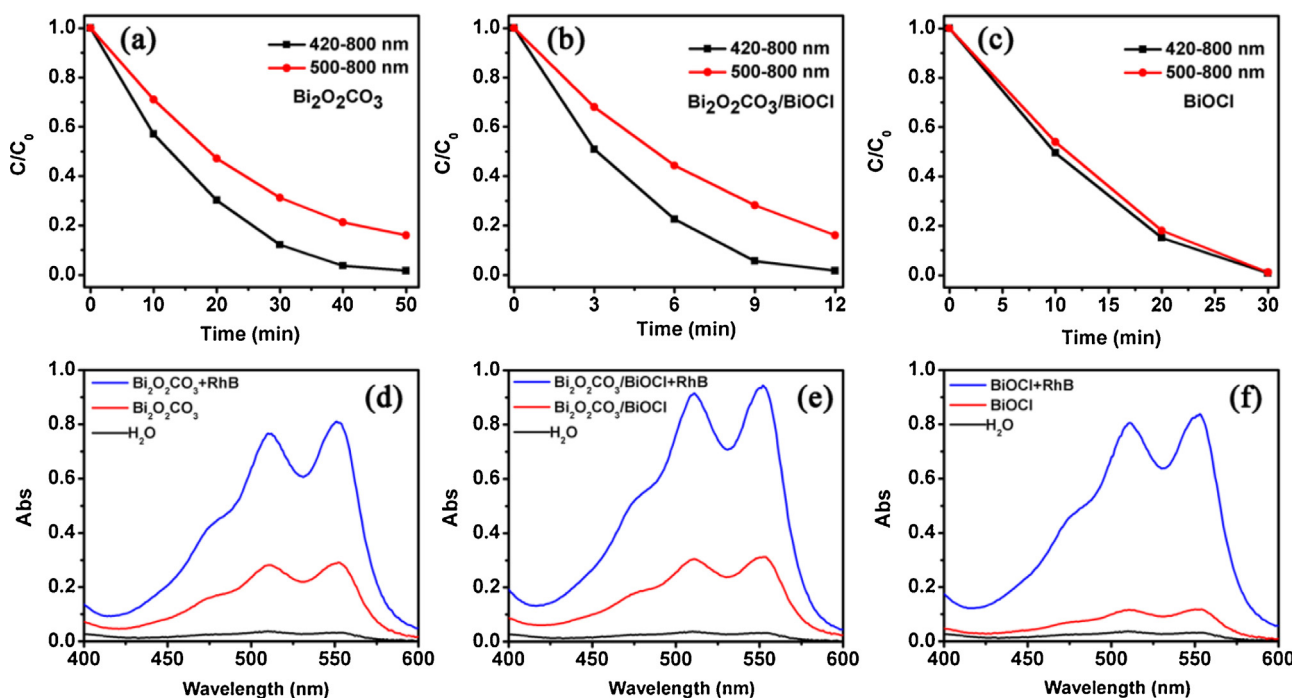 (a)
420-800 nm
500-800 nm
Bi₂O₂CO₃
C/C₀
1.0
0.8
0.6
0.4
0.2
0.0
0 10 20 30 40 50
Time (min)
(b)
420-800 nm
500-800 nm
Bi₂O₂CO₃/BiOCl
C/C₀
1.0
0.8
0.6
0.4
0.2
0.0
0 3 6 9 12
Time (min)
(c)
420-800 nm
500-800 nm
BiOCl
C/C₀
1.0
0.8
0.6
0.4
0.2
0.0
0 5 10 15 20 25 30
Time (min)
(d)
Bi₂O₂CO₃+RhB
Bi₂O₂CO₃
H₂O
Abs
1.0
0.8
0.6
0.4
0.2
0.0
400 450 500 550 600
Wavelength (nm)
(e)
Bi₂O₂CO₃/BiOCl+RhB
Bi₂O₂CO₃/BiOCl
H₂O
Abs
1.0
0.8
0.6
0.4
0.2
0.0
400 450 500 550 600
Wavelength (nm)
(f)
BiOCl+RhB
BiOCl
H₂O
Abs
1.0
0.8
0.6
0.4
0.2
0.0
400 450 500 550 600
Wavelength (nm)